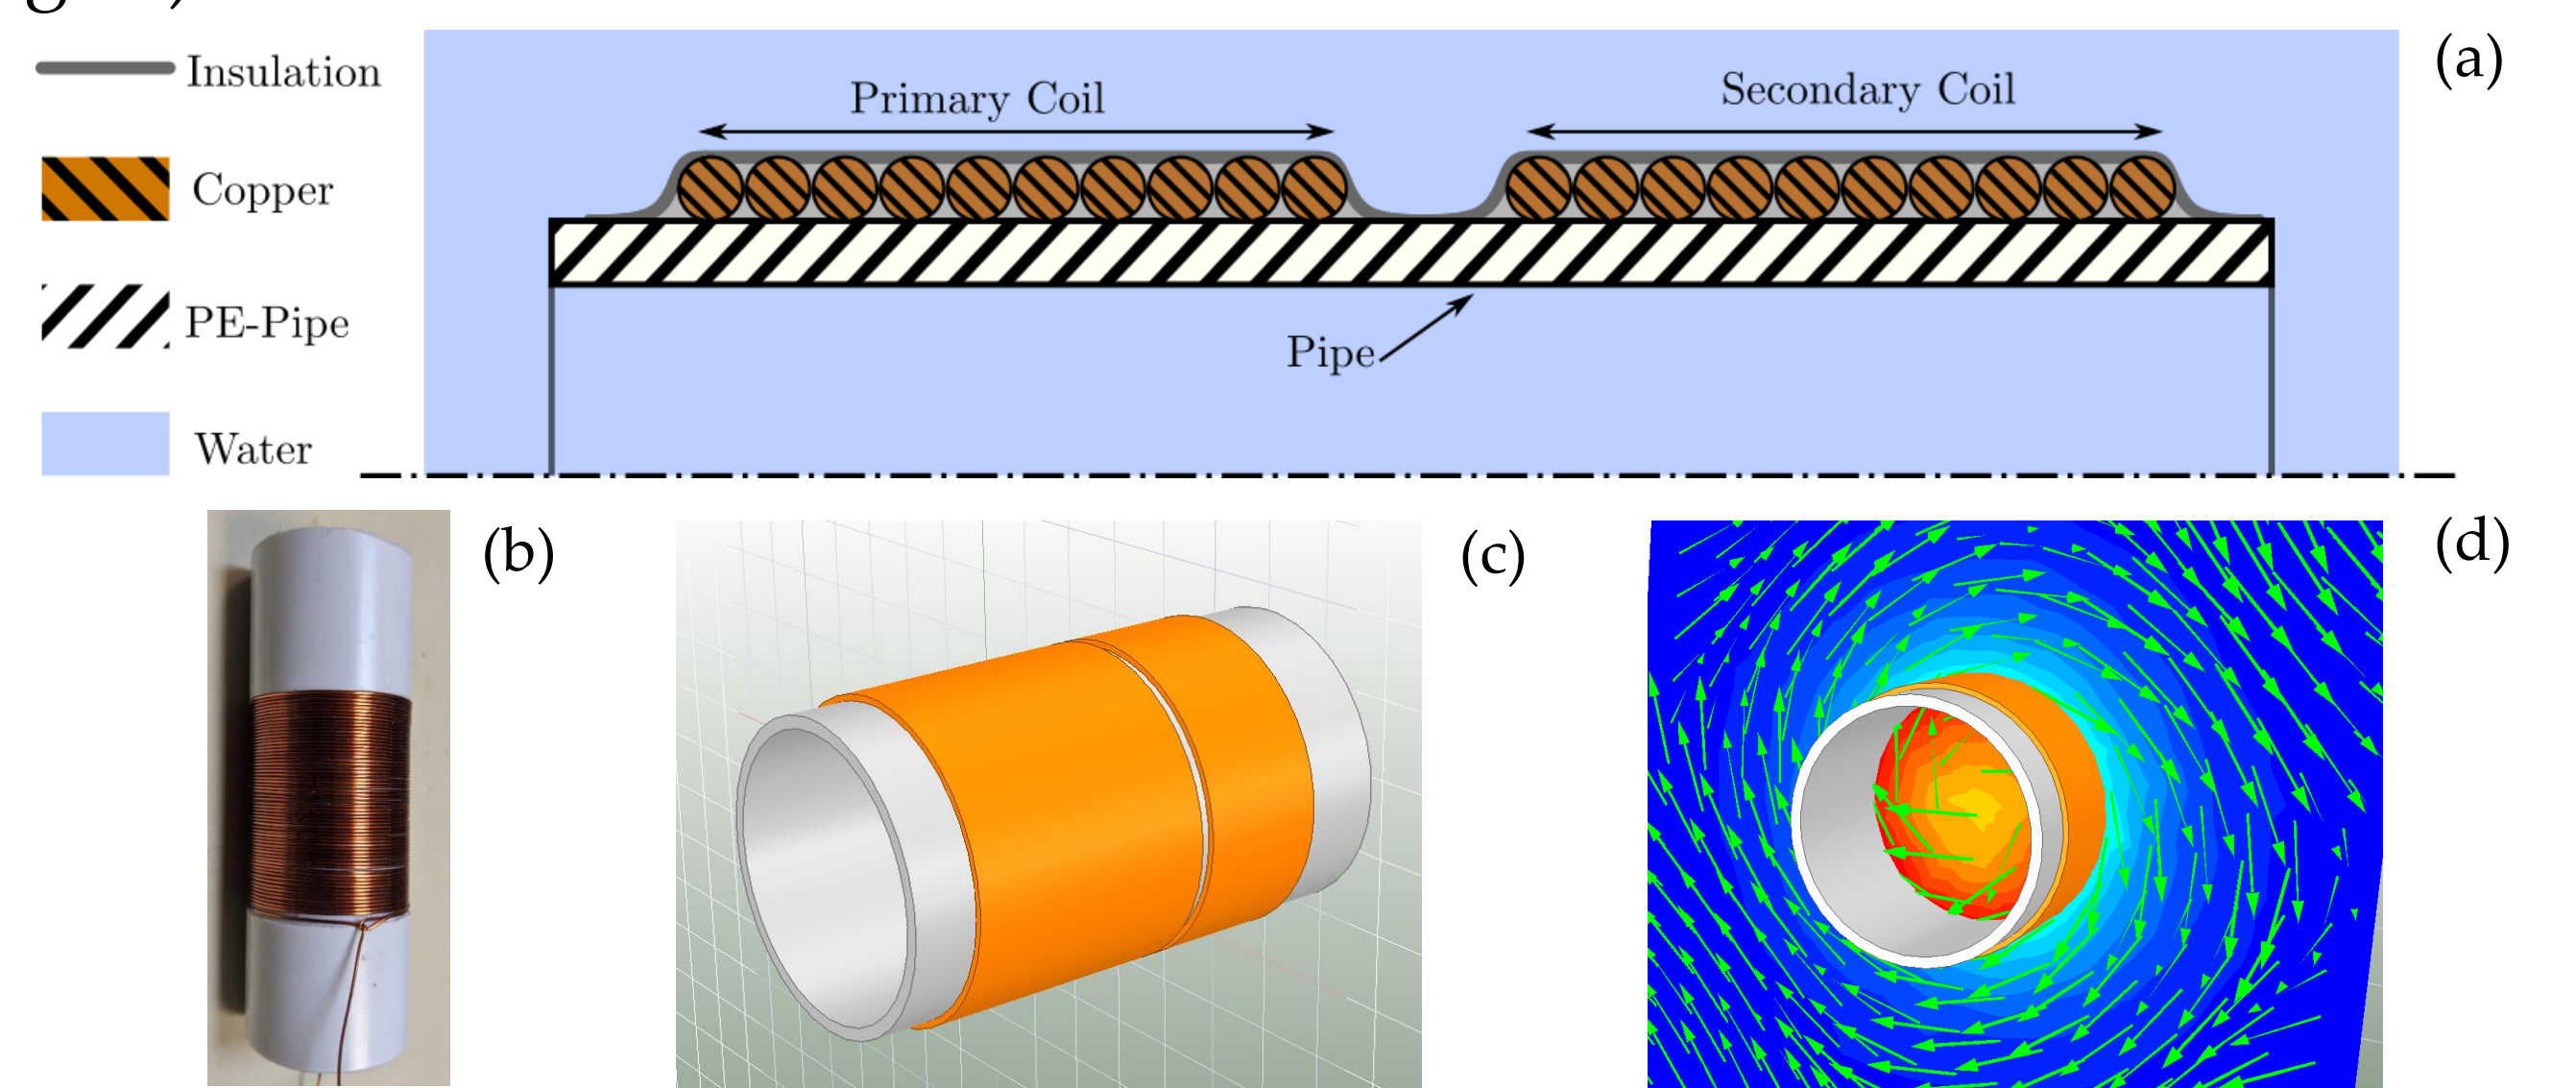 (a)
Insulation
Primary Coil
Secondary Coil
Copper
PE-Pipe
Pipe
Water
(b)
(c)
(d)